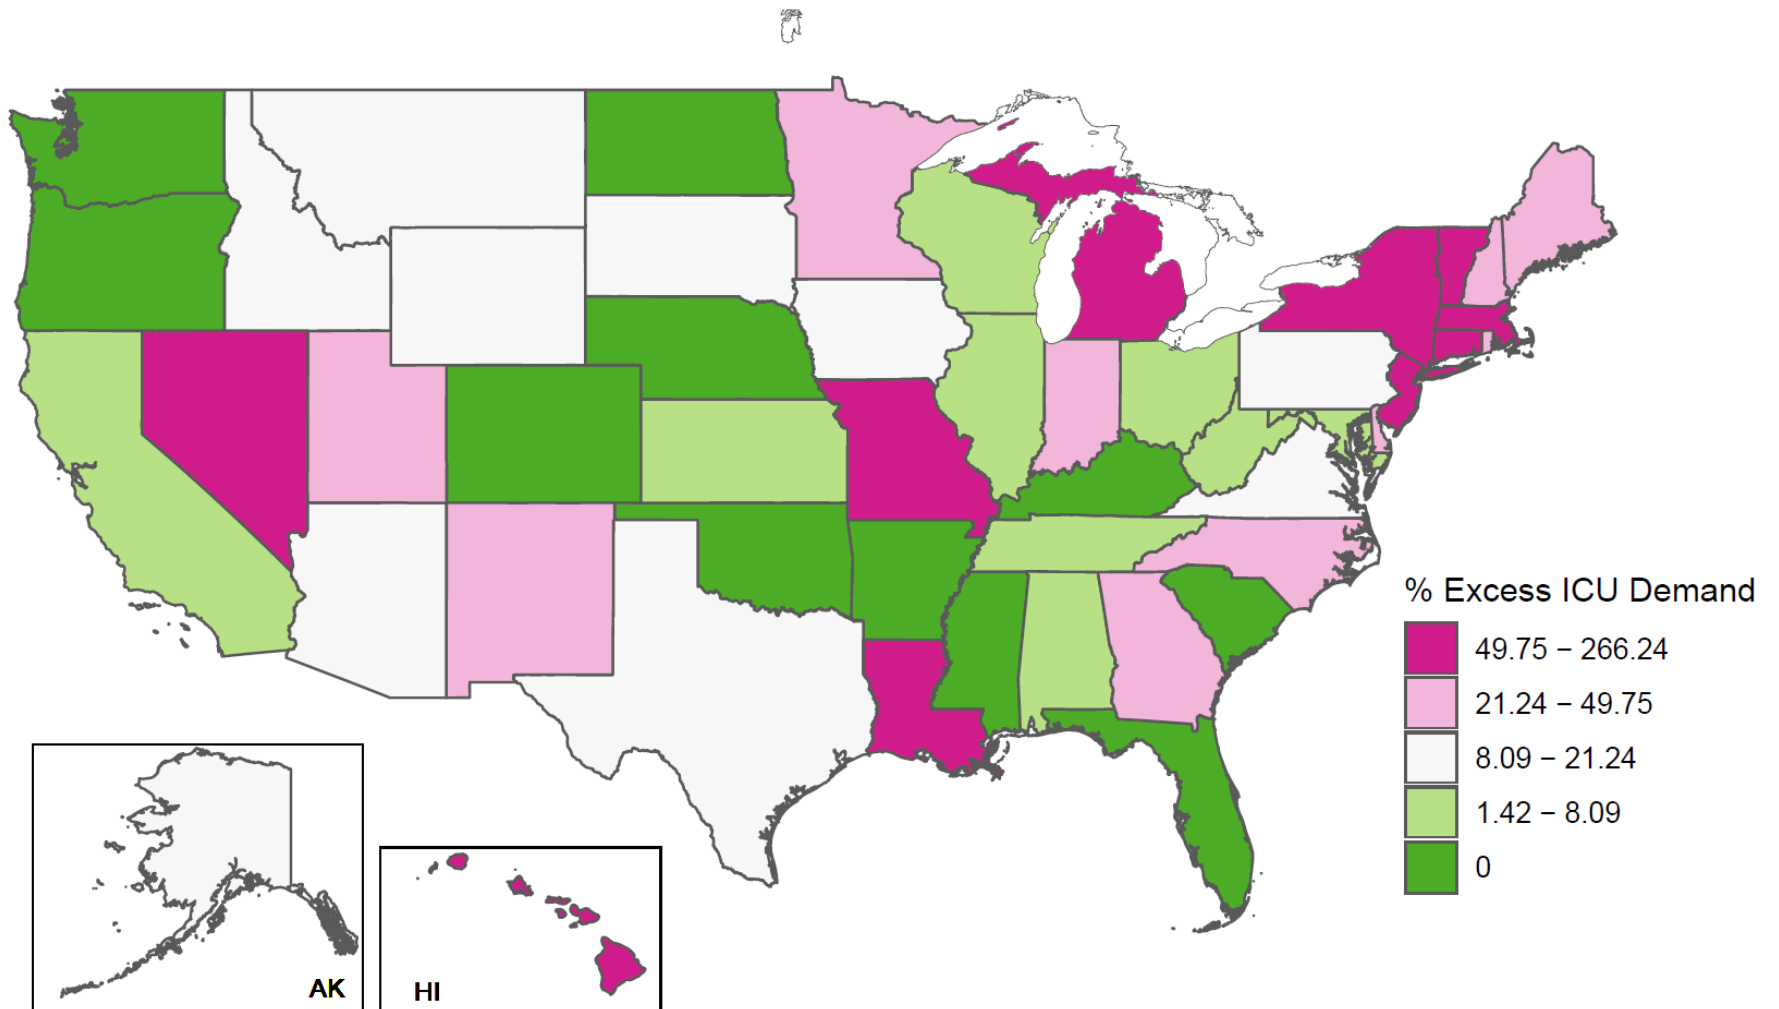 % Excess ICU Demand
49.75 − 266.24
21.24 − 49.75
8.09 − 21.24
1.42 − 8.09
0
AK
HI